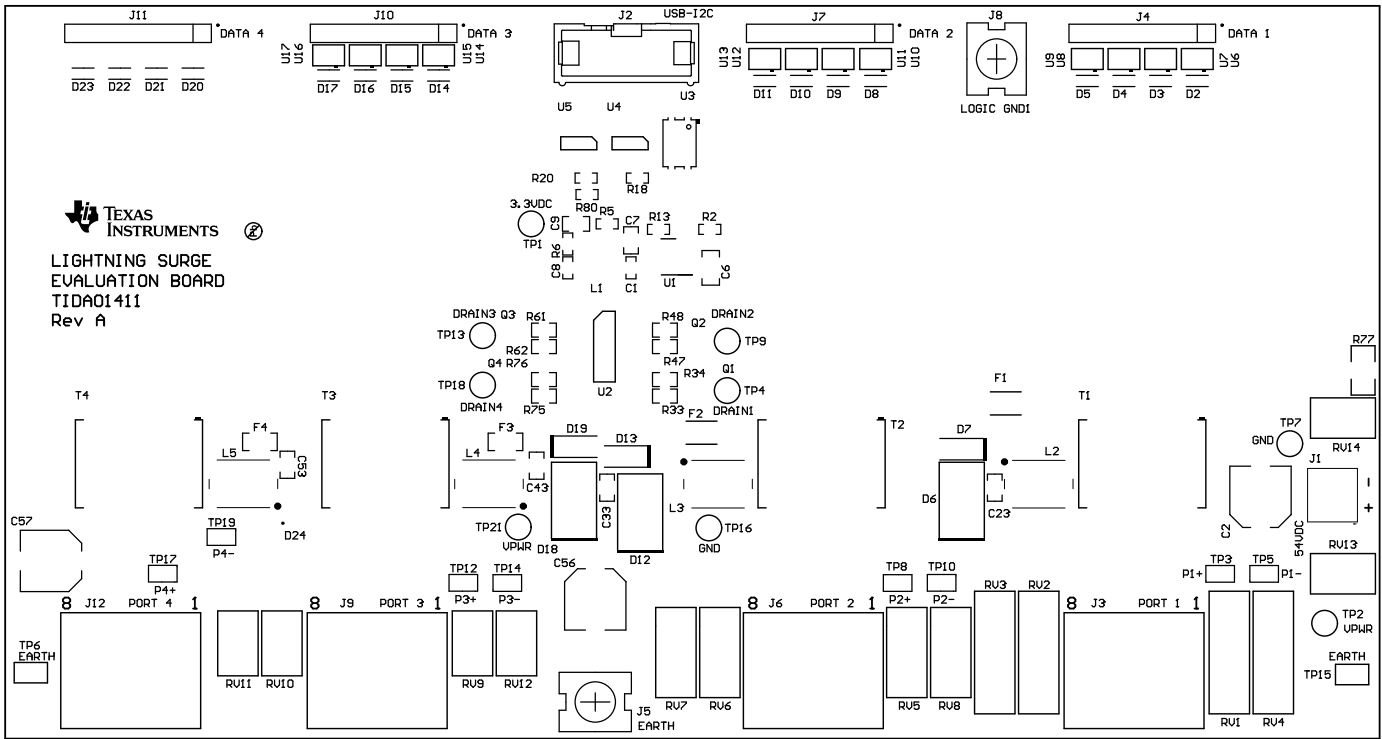 J11 J10 J2 USB-I2C J7 J8 J4
DATA 4 U17 U16 DATA 3 U15 U14 U13 U12 DATA 2 U11 U10 U9 U8 DATA 1 U7 U6
D23 D22 D21 D20 D17 D16 D15 D14 D11 D10 D9 D8 D5 D4 D3 D2
LOGIC GND1
U5 U4 U3
R20 R18
R80
3.3VDC
TP1
C9 R5 C7 R13 R2
R6
C8 L1 C1 U1 C6
TEXAS
INSTRUMENTS
LIGHTNING SURGE
EVALUATION BOARD
TIDA01411
Rev A
DRAIN3 Q3 R61 R48 Q2 DRAIN2
TP13 R62 R47 TP9
Q4 R76 R34 Q1
TP18 U2 TP4
DRAIN4 R75 R33 DRAIN1
R77
F1
T4 T3 F2 T1
F4 F3 D19 D13 T2 D7 TP7
GND
RV14
L5 C53 L4 C43 L2 J1
D6 - +
C57 TP19 D24 TP21 C33 L3 TP16 C23 C2
P4- VPWR D18 D12 GND 54VDC
TP17 C56 RV13
P4+ TP12 TP14 TP8 TP10 TP3 TP5
P3+ P3- P2+ P2- P1+ P1-
8 J12 PORT 4 1 8 J9 PORT 3 1 8 J6 PORT 2 1 RV3 RV2 8 J3 PORT 1 1
TP2
VPWR
TP6
EARTH
EARTH
TP15
RV11 RV10 RV9 RV12 RV7 RV6 RV5 RV8 RV1 RV4
J5
EARTH